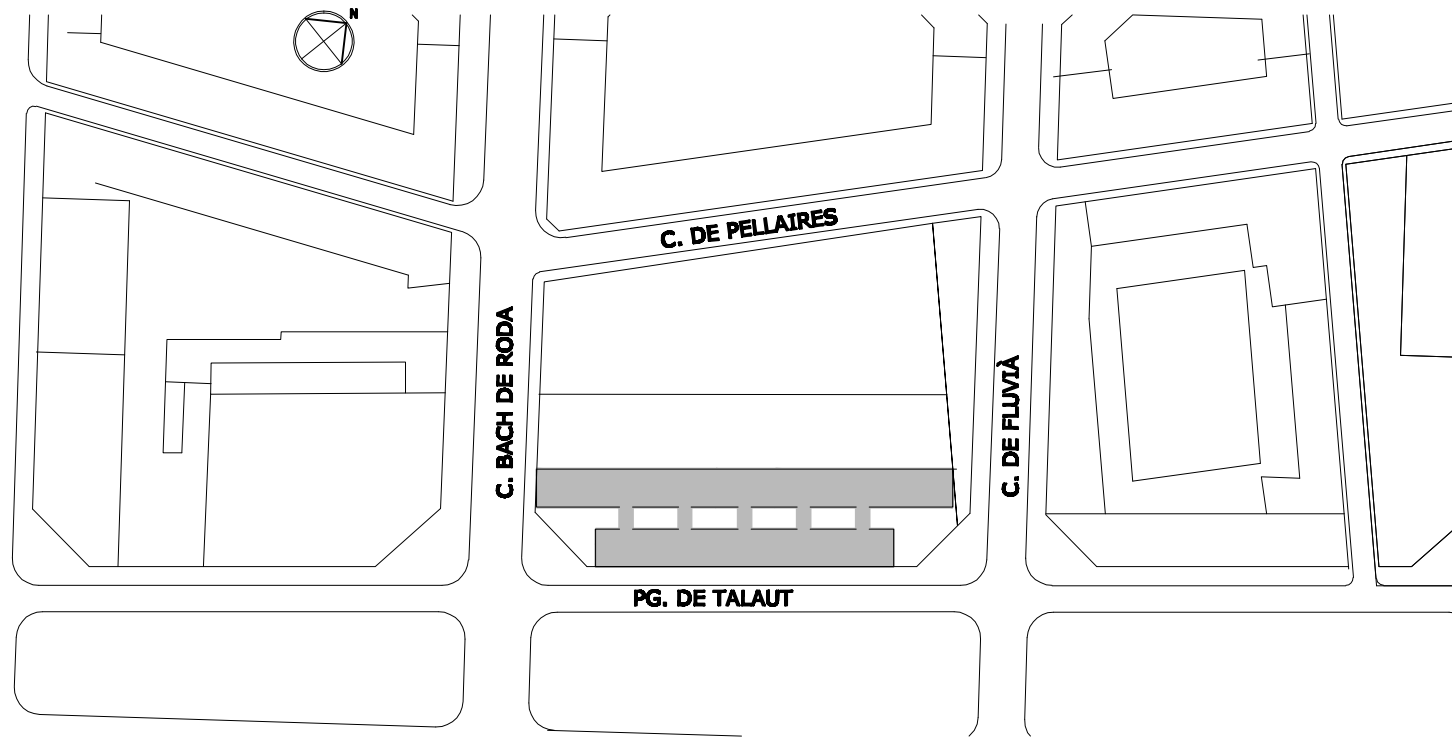 N
C. DE PELLAIRES
C. BACH DE RODA
C. DE FLUVIÀ
PG. DE TALAUT